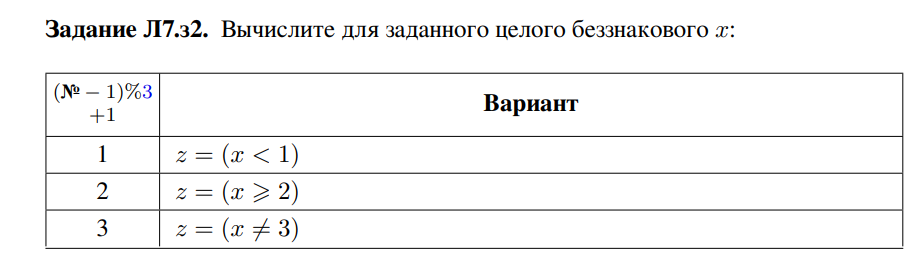 Задание Л7.з2. Вычислите для заданного целого беззнакового x:
(№ − 1)%3
+1
Вариант
1 z = (x < 1)
2 z = (x ⩾ 2)
3 z = (x ≠ 3)